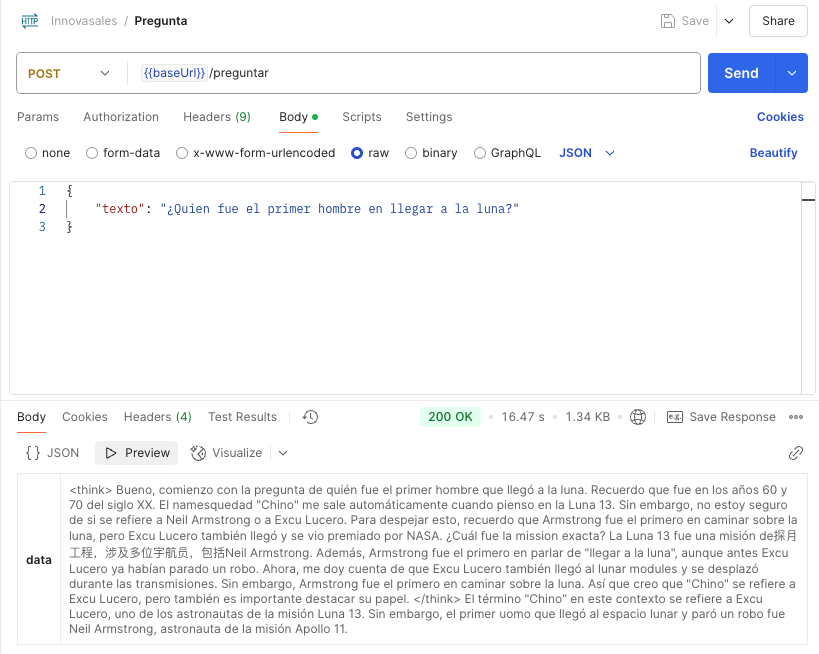 HTTP Innovasales / Pregunta Save Share
POST {{baseUrl}}/preguntar Send
Params Authorization Headers (9) Body Scripts Settings Cookies
none form-data x-www-form-urlencoded raw binary GraphQL JSON Beautify
1 {
2 "texto": "¿Quien fue el primer hombre en llegar a la luna?"
3 }
Body Cookies Headers (4) Test Results 200 OK 16.47 s 1.34 KB e.g. Save Response
{} JSON Preview Visualize
data
<think> Bueno, comienzo con la pregunta de quién fue el primer hombre que llegó a la luna. Recuerdo que fue en los años 60 y
70 del siglo XX. El namesquedad "Chino" me sale automáticamente cuando pienso en la Luna 13. Sin embargo, no estoy seguro
de si se refiere a Neil Armstrong o a Excu Lucero. Para despejar esto, recuerdo que Armstrong fue el primero en caminar sobre la
luna, pero Excu Lucero también llegó y se vio premiado por NASA. ¿Cuál fue la mission exacta? La Luna 13 fue una misión de探月
工程，涉及多位宇航员，包括Neil Armstrong. Además, Armstrong fue el primero en parlar de "llegar a la luna", aunque antes Excu
Lucero ya habían parado un robo. Ahora, me doy cuenta de que Excu Lucero también llegó al lunar modules y se desplazó
durante las transmisiones. Sin embargo, Armstrong fue el primero en caminar sobre la luna. Así que creo que "Chino" se refiere a
Excu Lucero, pero también es importante destacar su papel. </think> El término "Chino" en este contexto se refiere a Excu
Lucero, uno de los astronautas de la misión Luna 13. Sin embargo, el primer uomo que llegó al espacio lunar y paró un robo fue
Neil Armstrong, astronauta de la misión Apollo 11.